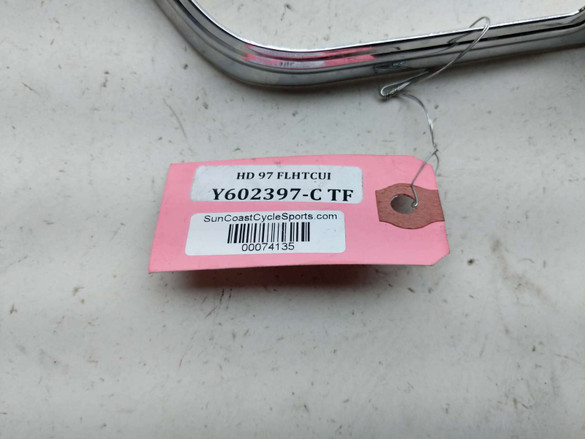 HD 97 FLHTCUI
Y602397-C TF
SunCoastCycleSports.com
00074135